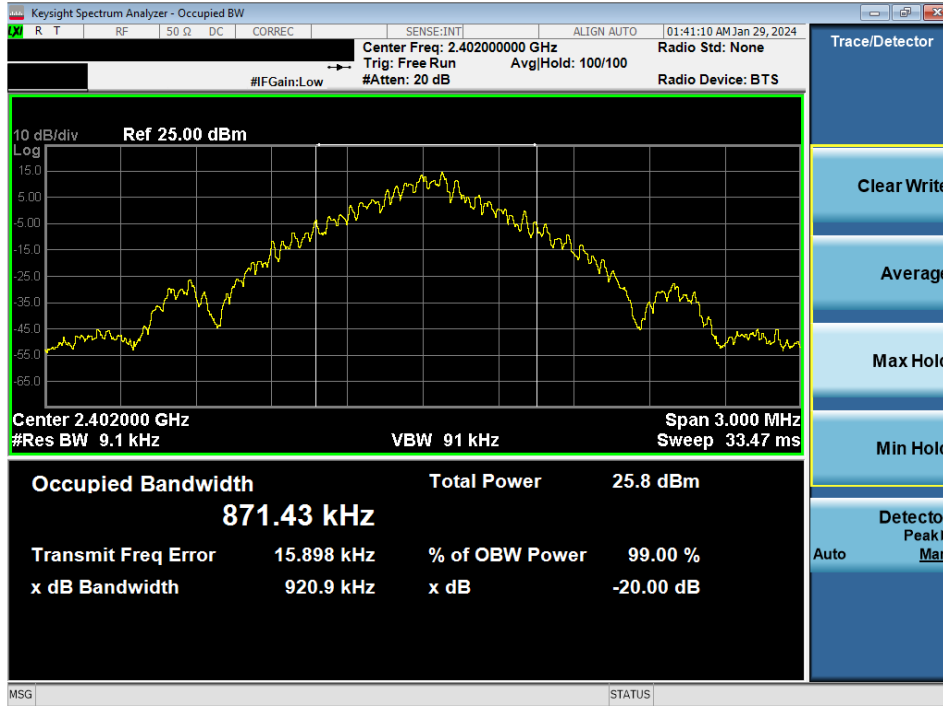 Keysight Spectrum Analyzer - Occupied BW
LXI R T RF 50 Ω DC CORREC SENSE:INT ALIGN AUTO 01:41:10 AM Jan 29, 2024
Center Freq: 2.402000000 GHz Radio Std: None
Trig: Free Run Avg|Hold: 100/100
#IFGain:Low #Atten: 20 dB Radio Device: BTS
Trace/Detector
10 dB/div Ref 25.00 dBm
Log
15.0
5.00
-5.00
-15.0
-25.0
-35.0
-45.0
-55.0
-65.0
Center 2.402000 GHz Span 3.000 MHz
#Res BW 9.1 kHz VBW 91 kHz Sweep 33.47 ms
Occupied Bandwidth Total Power 25.8 dBm
871.43 kHz
Transmit Freq Error 15.898 kHz % of OBW Power 99.00 %
x dB Bandwidth 920.9 kHz x dB -20.00 dB
Clear Write
Average
Max Hold
Min Hold
Detecto
Peak
Auto Man
MSG STATUS